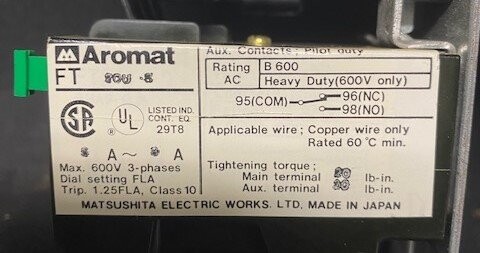 Aromat
FT
CSA
®
UL
LISTED IND.
CONT. EQ.
29T8
A~ A
Max. 600V 3-phases
Dial setting FLA
Trip. 1.25FLA, Class 10
Aux. Contacts; Pilot duty
Rating B 600
AC Heavy Duty(600V only)
95(COM) 96(NC)
98(NO)
Applicable wire; Copper wire only
Rated 60°C min.
Tightening torque;
Main terminal lb-in.
Aux. terminal lb-in.
MATSUSHITA ELECTRIC WORKS. LTD. MADE IN JAPAN